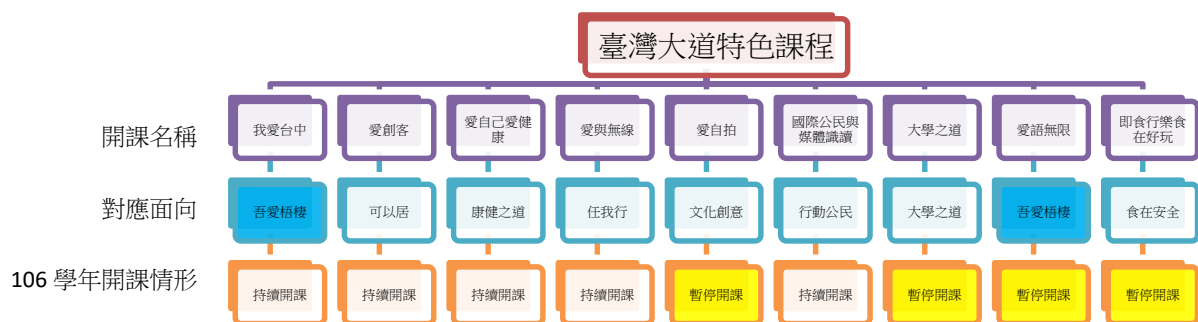 臺灣大道特色課程
開課名稱
我愛台中
愛創客
愛自己愛健
康
愛與無線
愛自拍
國際公民與
媒體識讀
大學之道
愛語無限
即食行樂食
在好玩
對應面向
吾愛梧棲
可以居
康健之道
任我行
文化創意
行動公民
大學之道
吾愛梧棲
食在安全
106 學年開課情形
持續開課
持續開課
持續開課
持續開課
暫停開課
持續開課
暫停開課
暫停開課
暫停開課